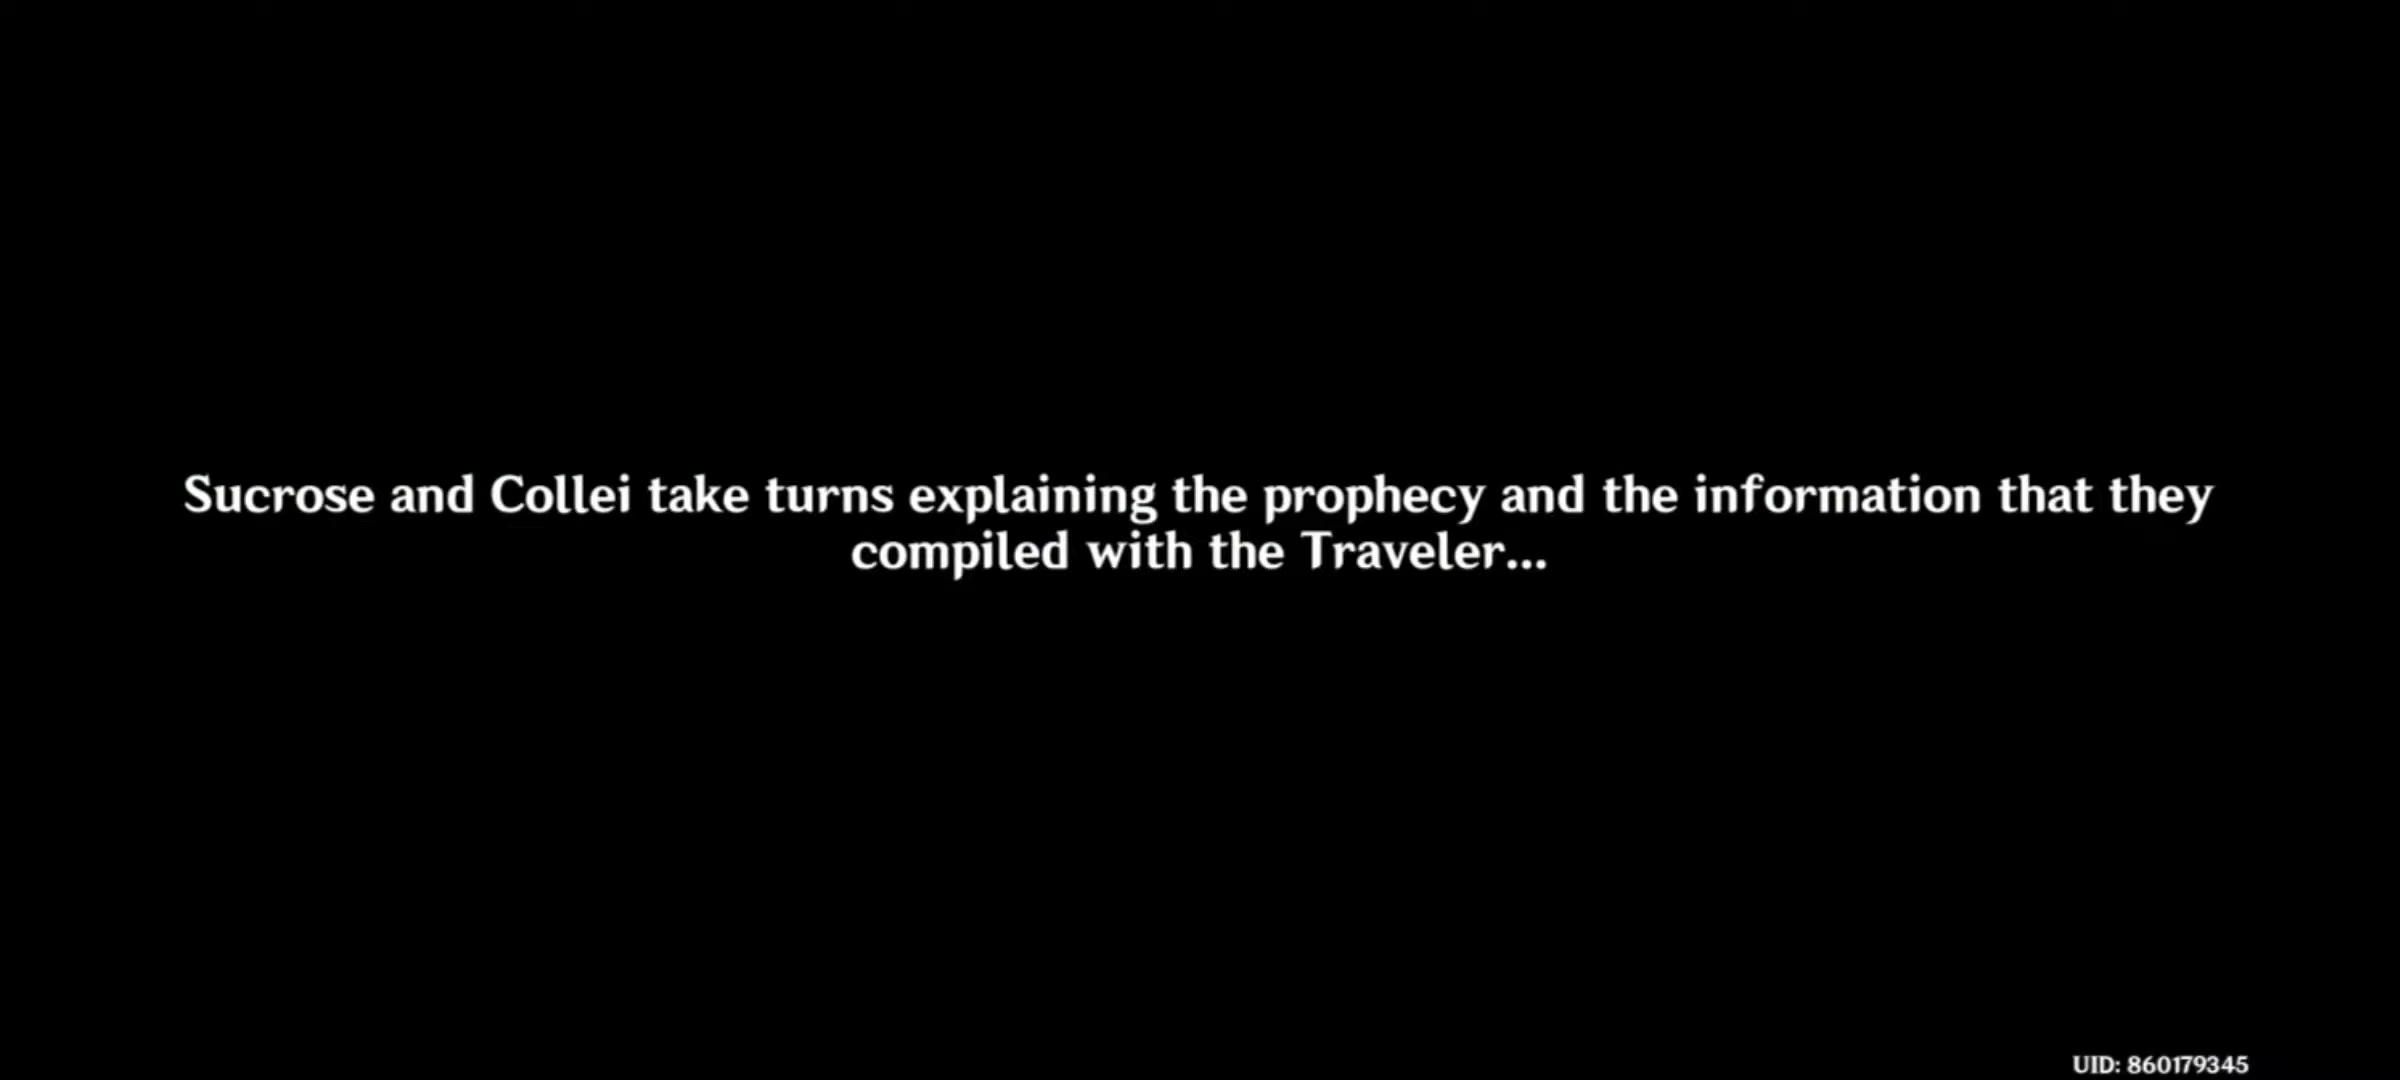 Sucrose and Collei take turns explaining the prophecy and the information that they
compiled with the Traveler...
UID: 860179345